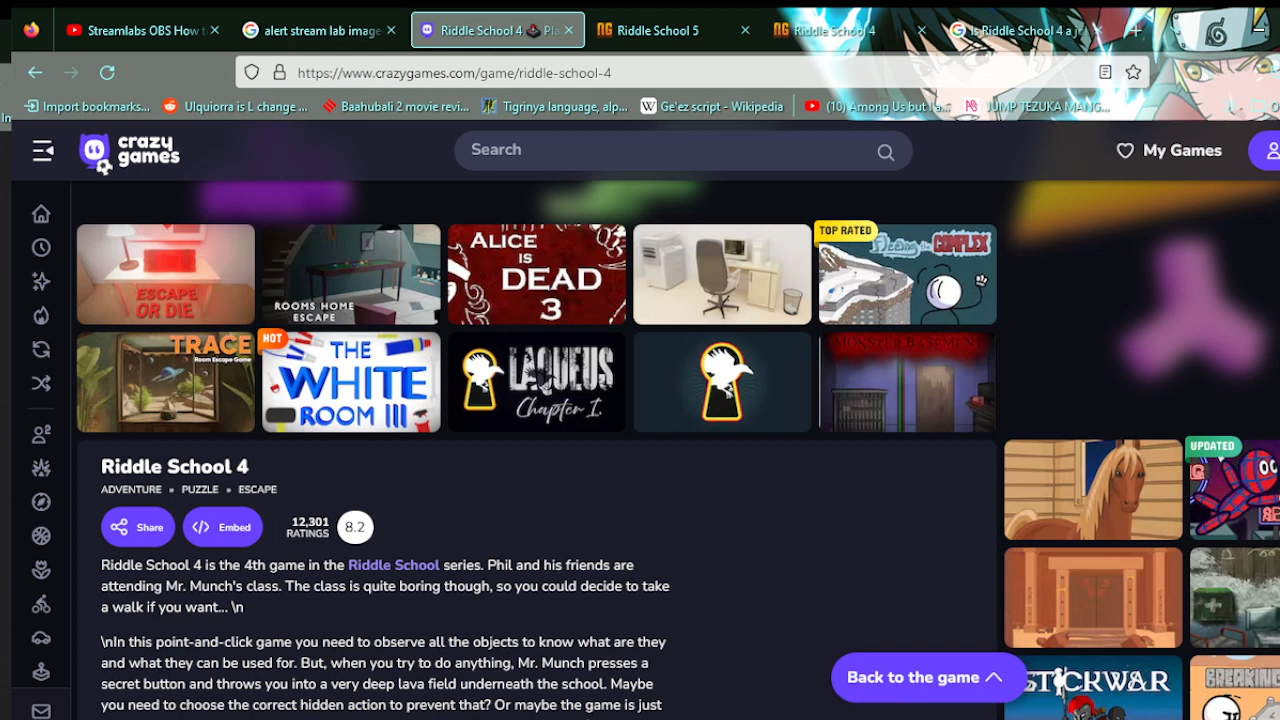 Streamlabs OBS How t
alert stream lab image
Riddle School 4
Pla
Riddle School 5
Riddle School 4
Is Riddle School 4 a j
https://www.crazygames.com/game/riddle-school-4
Import bookmarks...
Ulquiorra is L change ...
Baahubali 2 movie revi...
Tigrinya language, alp...
Ge'ez script - Wikipedia
(10) Among Us but I a...
JUMP TEZUKA MANG...
crazy
games
Search
My Games
ESCAPE
OR DIE
ROOMS HOME
ESCAPE
ALICE
IS
DEAD
3
TOP RATED
Fleeing the COMPLEX
TRACE
Room Escape Game
HOT
THE
WHITE
ROOM III
LAQUEUS
Chapter I.
MONSTER BASEMENT
Riddle School 4
ADVENTURE » PUZZLE » ESCAPE
Share
Embed
12,301
RATINGS
8.2
UPDATED
Riddle School 4 is the 4th game in the Riddle School series. Phil and his friends are
attending Mr. Munch's class. The class is quite boring though, so you could decide to take
a walk if you want... \n
\nIn this point-and-click game you need to observe all the objects to know what are they
and what they can be used for. But, when you try to do anything, Mr. Munch presses a
secret button and throws you into a very deep lava field underneath the school. Maybe
you need to choose the correct hidden action to prevent that? Or maybe the game is just
Back to the game
STICKWAR
BREAKING